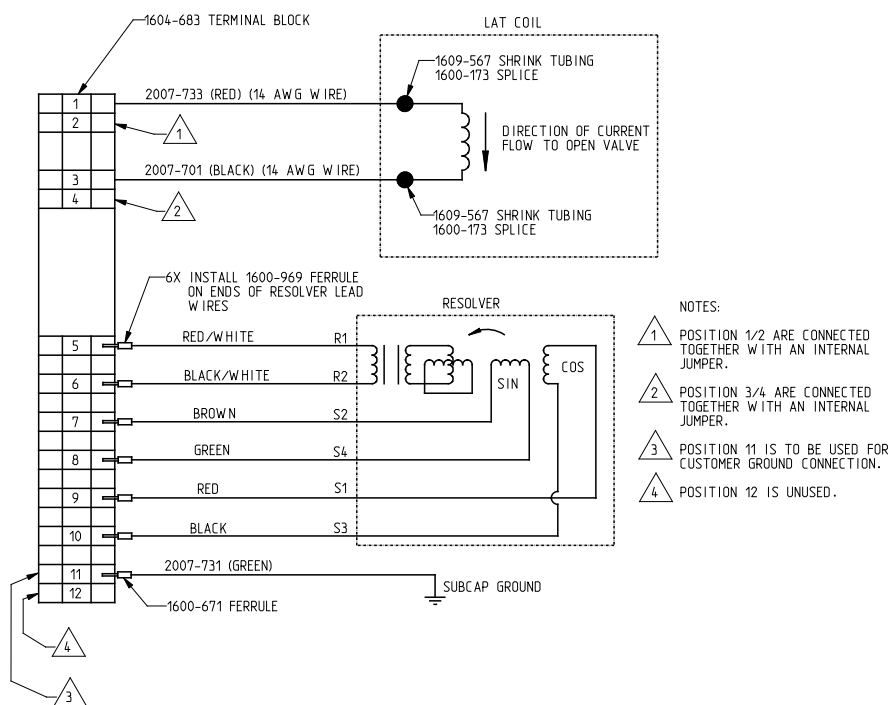 1604-683 TERMINAL BLOCK
LAT COIL
1609-567 SHRINK TUBING
1600-173 SPLICE
1
2007-733 (RED) (14 AWG WIRE)
2
1
DIRECTION OF CURRENT
FLOW TO OPEN VALVE
3
2007-701 (BLACK) (14 AWG WIRE)
4
2
1609-567 SHRINK TUBING
1600-173 SPLICE
6X INSTALL 1600-969 FERRULE
ON ENDS OF RESOLVER LEAD
WIRES
RESOLVER
5
RED/WHITE
R1
6
BLACK/WHITE
R2
SIN
COS
7
BROWN
S2
8
GREEN
S4
9
RED
S1
10
BLACK
S3
11
2007-731 (GREEN)
SUBCAP GROUND
12
1600-671 FERRULE
4
3
NOTES:
1
POSITION 1/2 ARE CONNECTED
TOGETHER WITH AN INTERNAL
JUMPER.
2
POSITION 3/4 ARE CONNECTED
TOGETHER WITH AN INTERNAL
JUMPER.
3
POSITION 11 IS TO BE USED FOR
CUSTOMER GROUND CONNECTION.
4
POSITION 12 IS UNUSED.